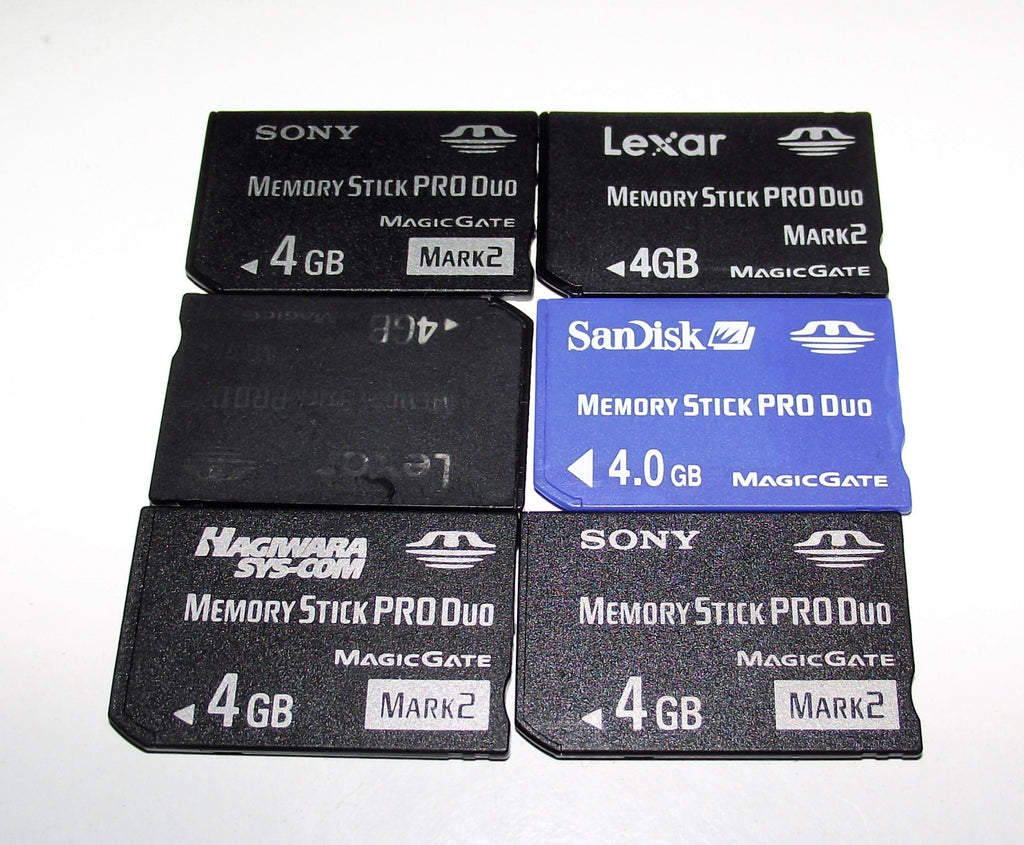 SONY
MEMORY STICK PRO DUO
MAGICGATE
4 GB MARK2
Lexar
MEMORY STICK PRO DUO
MARK2
4GB MAGICGATE
4GB
Lexar
SanDisk
MEMORY STICK PRO DUO
4.0 GB MAGICGATE
HAGIWARA
SYS-COM
MEMORY STICK PRO DUO
MAGICGATE
4 GB MARK2
SONY
MEMORY STICK PRO DUO
MAGICGATE
4 GB MARK2